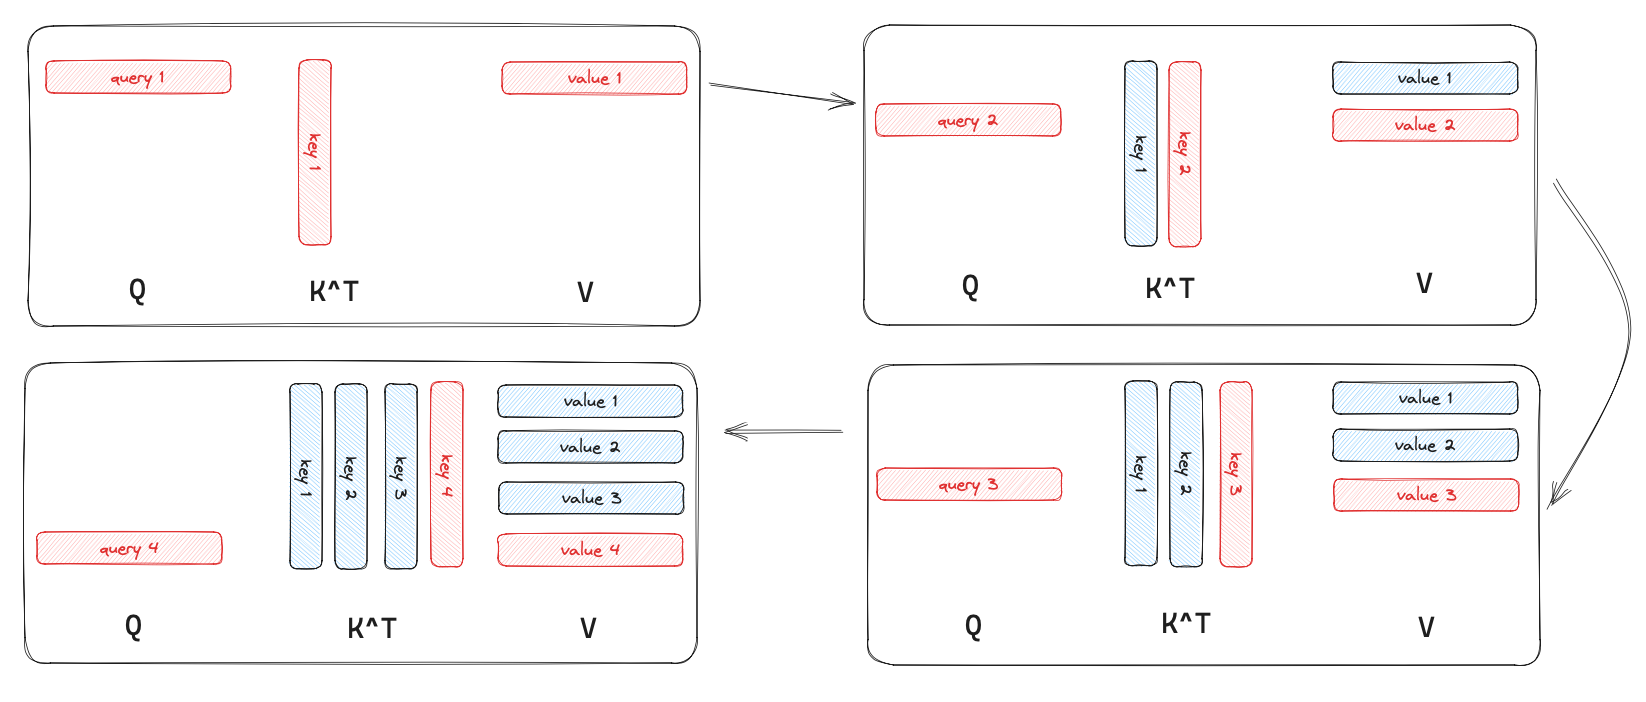 query 1
key 1
value 1
Q
K^T
V
query 2
key 1
key 2
value 1
value 2
Q
K^T
V
query 4
key 1
key 2
key 3
key 4
value 1
value 2
value 3
value 4
Q
K^T
V
query 3
key 1
key 2
key 3
value 1
value 2
value 3
Q
K^T
V